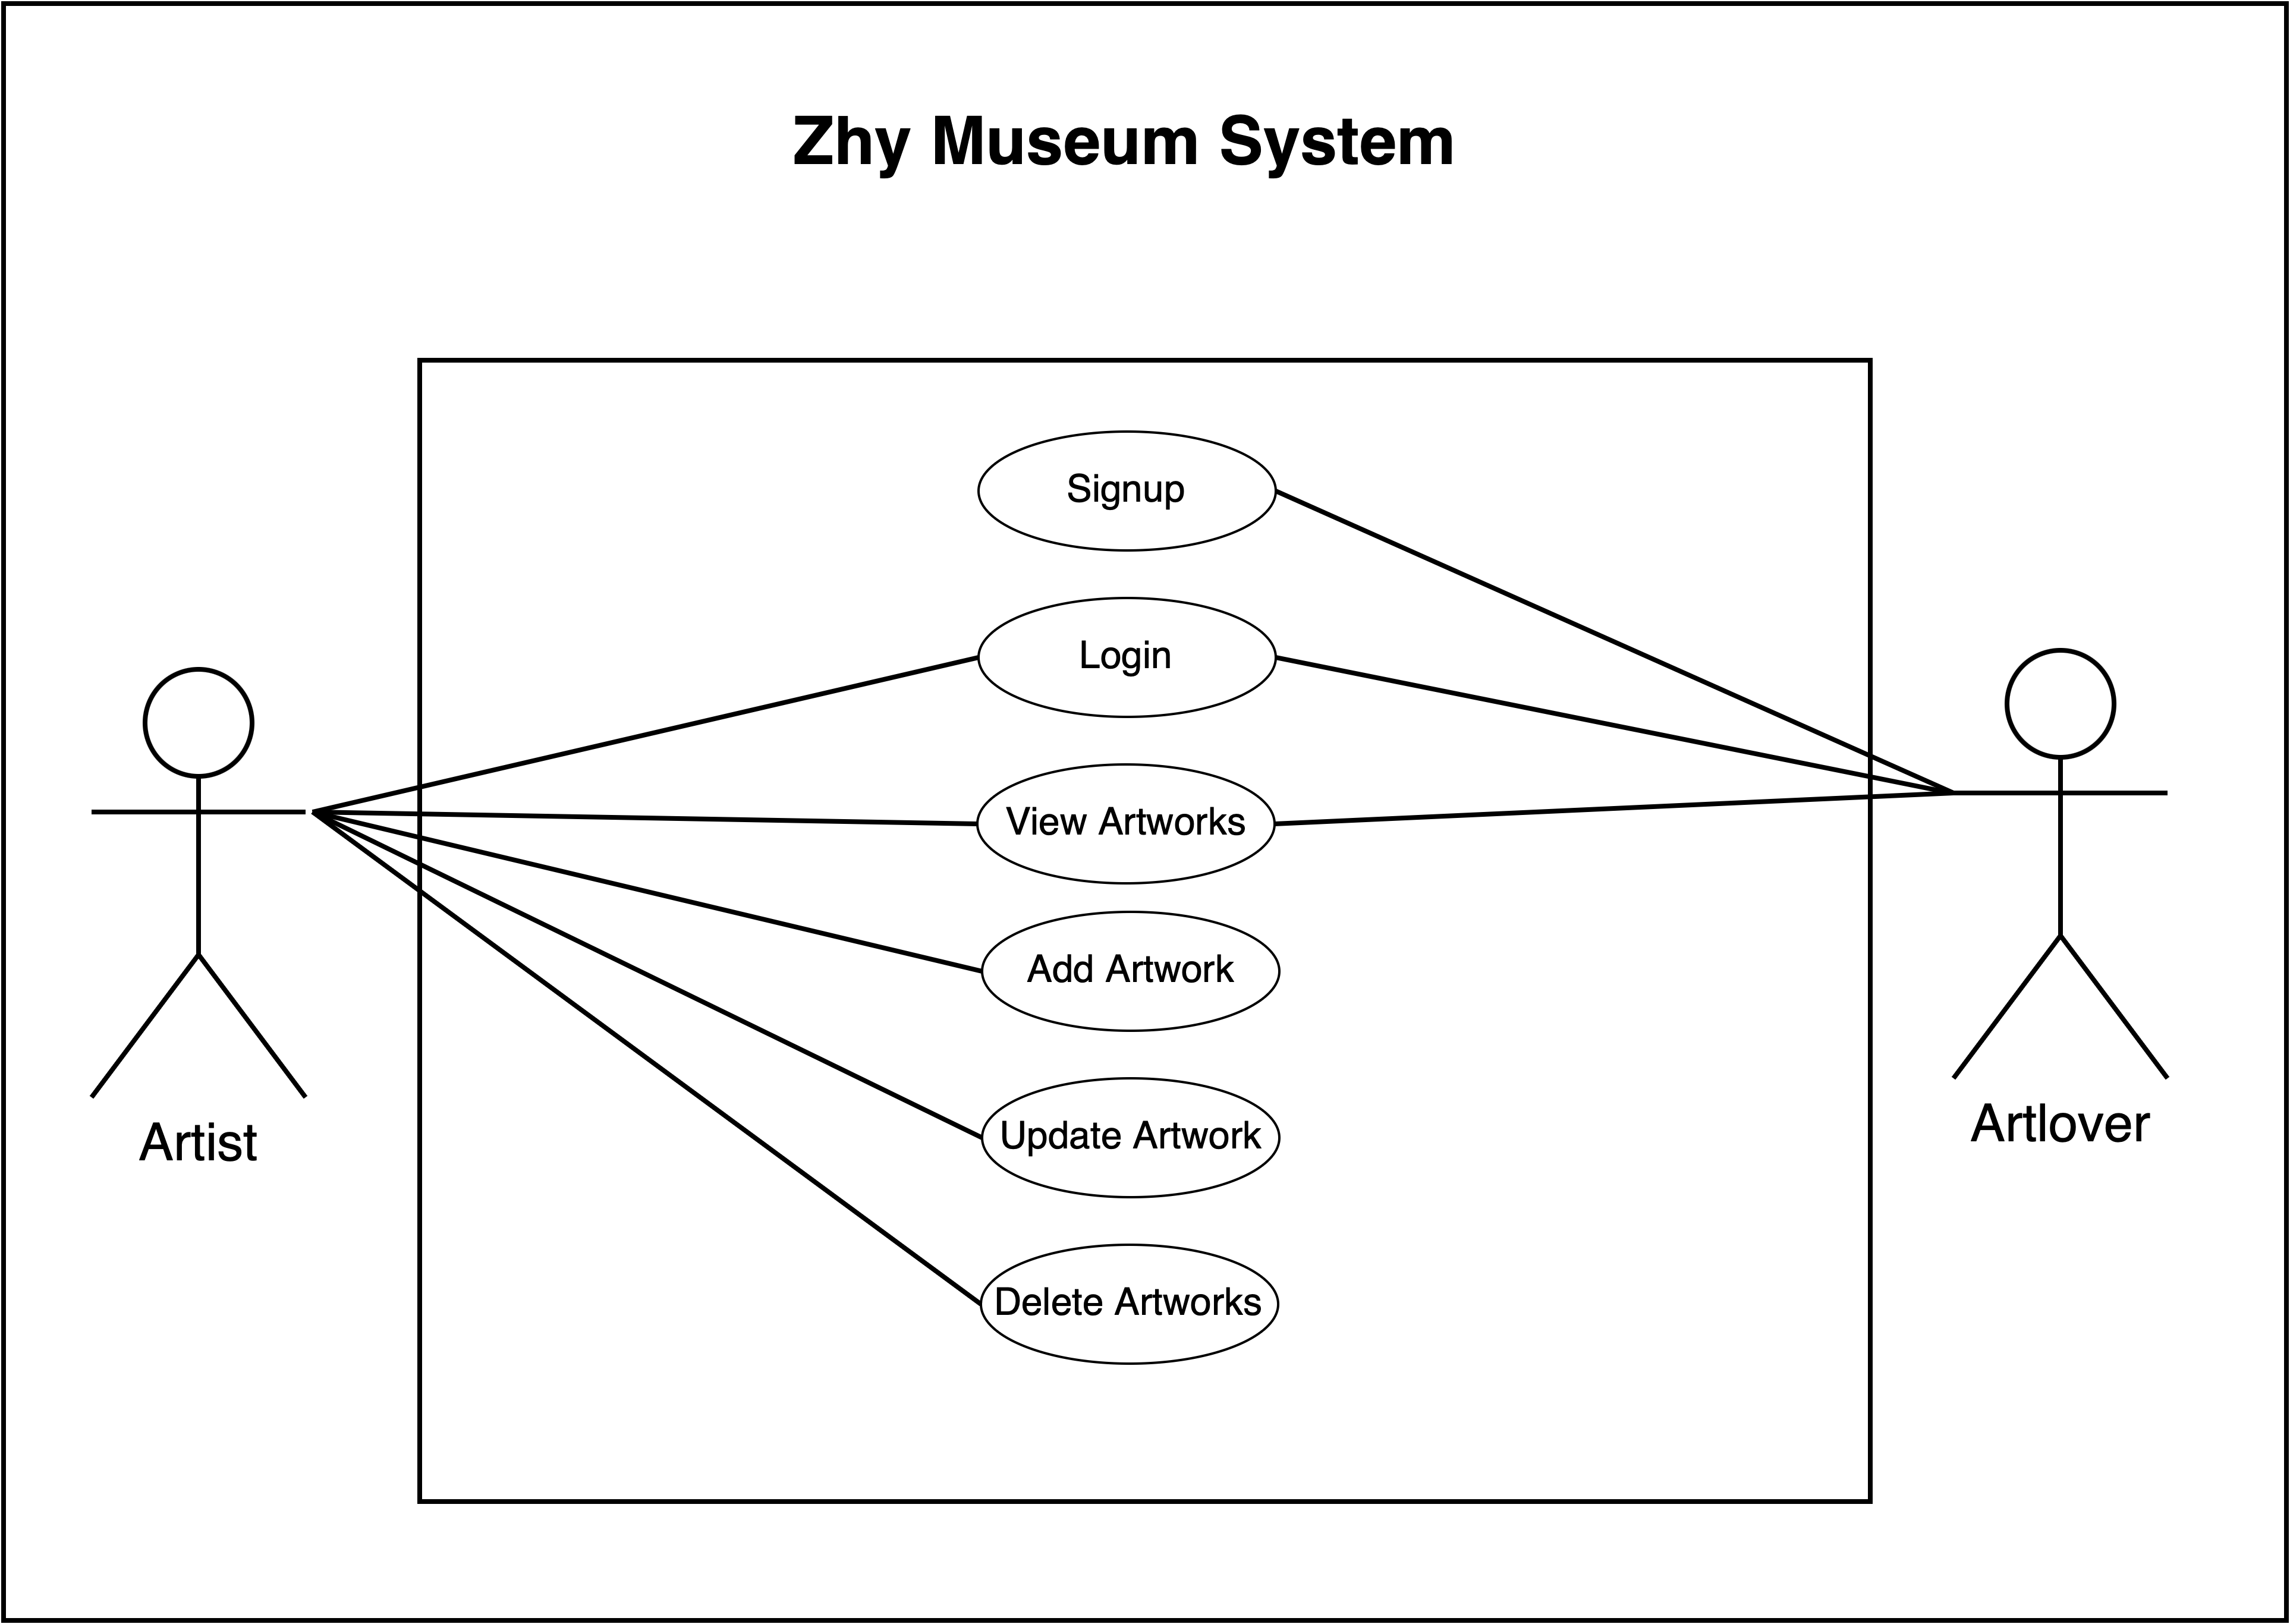 Zhy Museum System
Signup
Login
View Artworks
Add Artwork
Update Artwork
Delete Artworks
Artist
Artlover